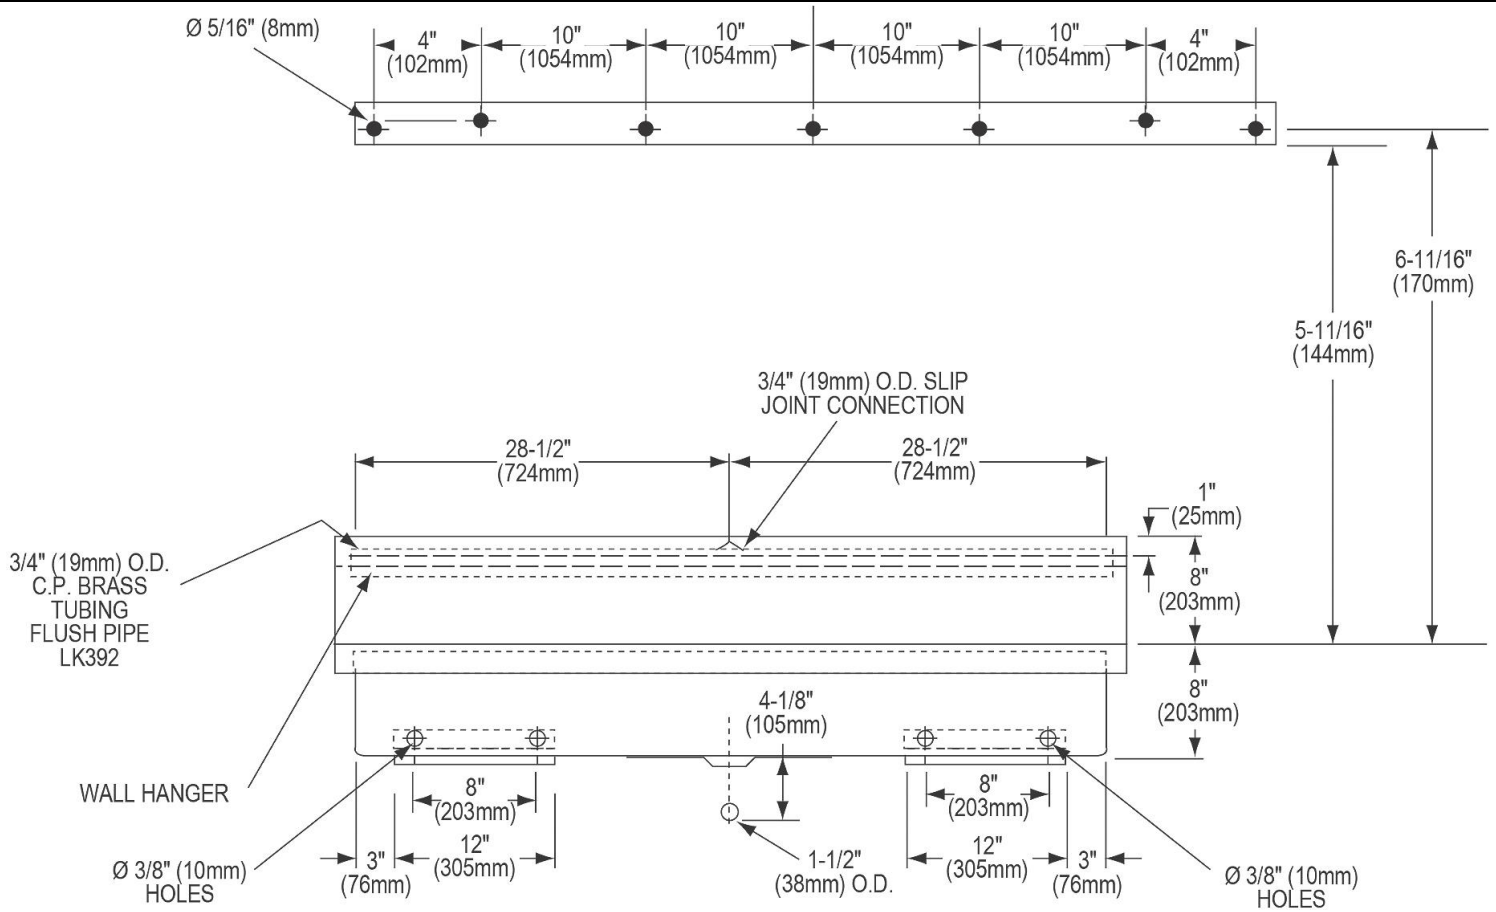 Ø 5/16" (8mm)
4"
(102mm)
10"
(1054mm)
10"
(1054mm)
10"
(1054mm)
10"
(1054mm)
4"
(102mm)
6-11/16"
(170mm)
5-11/16"
(144mm)
3/4" (19mm) O.D. SLIP
JOINT CONNECTION
28-1/2"
(724mm)
28-1/2"
(724mm)
1"
(25mm)
3/4" (19mm) O.D.
C.P. BRASS
TUBING
FLUSH PIPE
LK392
8"
(203mm)
8"
(203mm)
4-1/8"
(105mm)
WALL HANGER
8"
(203mm)
8"
(203mm)
12"
(305mm)
12"
(305mm)
3"
(76mm)
3"
(76mm)
Ø 3/8" (10mm)
HOLES
1-1/2"
(38mm) O.D.
Ø 3/8" (10mm)
HOLES